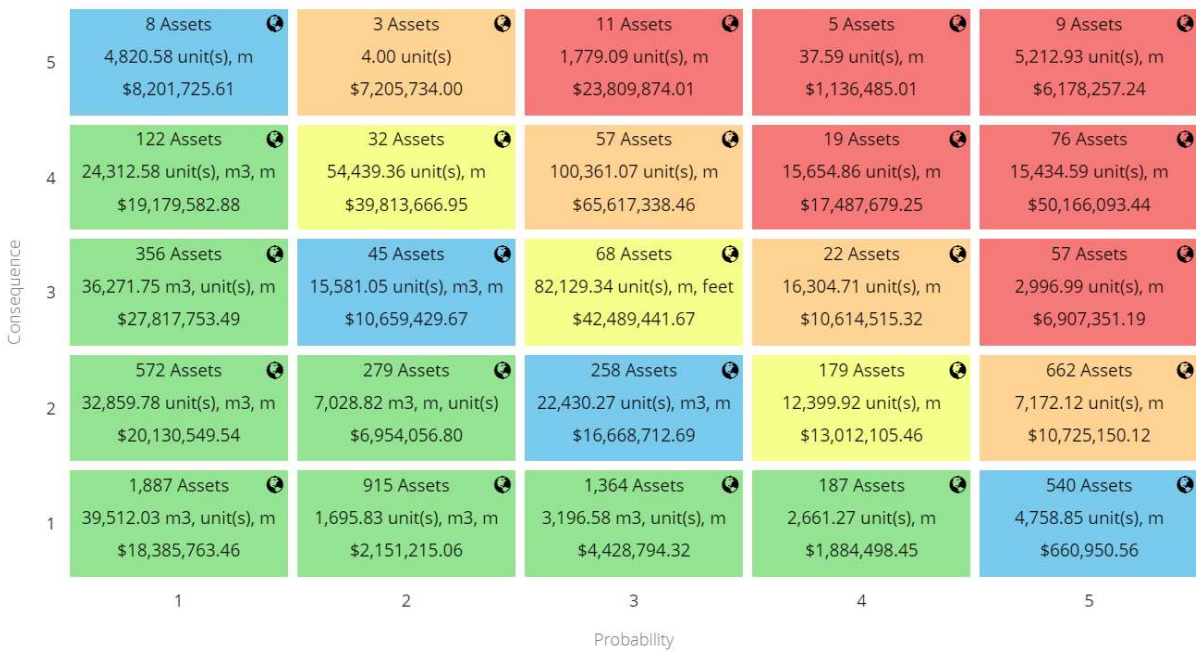 8 Assets
4,820.58 unit(s), m
$8,201,725.61
3 Assets
4.00 unit(s)
$7,205,734.00
11 Assets
1,779.09 unit(s), m
$23,809,874.01
5 Assets
37.59 unit(s), m
$1,136,485.01
9 Assets
5,212.93 unit(s), m
$6,178,257.24
5
122 Assets
24,312.58 unit(s), m3, m
$19,179,582.88
32 Assets
54,439.36 unit(s), m
$39,813,666.95
57 Assets
100,361.07 unit(s), m
$65,617,338.46
19 Assets
15,654.86 unit(s), m
$17,487,679.25
76 Assets
15,434.59 unit(s), m
$50,166,093.44
4
Consequence
356 Assets
36,271.75 m3, unit(s), m
$27,817,753.49
45 Assets
15,581.05 unit(s), m3, m
$10,659,429.67
68 Assets
82,129.34 unit(s), m, feet
$42,489,441.67
22 Assets
16,304.71 unit(s), m
$10,614,515.32
57 Assets
2,996.99 unit(s), m
$6,907,351.19
3
572 Assets
32,859.78 unit(s), m3, m
$20,130,549.54
279 Assets
7,028.82 m3, m, unit(s)
$6,954,056.80
258 Assets
22,430.27 unit(s), m3, m
$16,668,712.69
179 Assets
12,399.92 unit(s), m
$13,012,105.46
662 Assets
7,172.12 unit(s), m
$10,725,150.12
2
1,887 Assets
39,512.03 m3, unit(s), m
$18,385,763.46
915 Assets
1,695.83 unit(s), m3, m
$2,151,215.06
1,364 Assets
3,196.58 m3, unit(s), m
$4,428,794.32
187 Assets
2,661.27 unit(s), m
$1,884,498.45
540 Assets
4,758.85 unit(s), m
$660,950.56
1
1
2
3
4
5
Probability